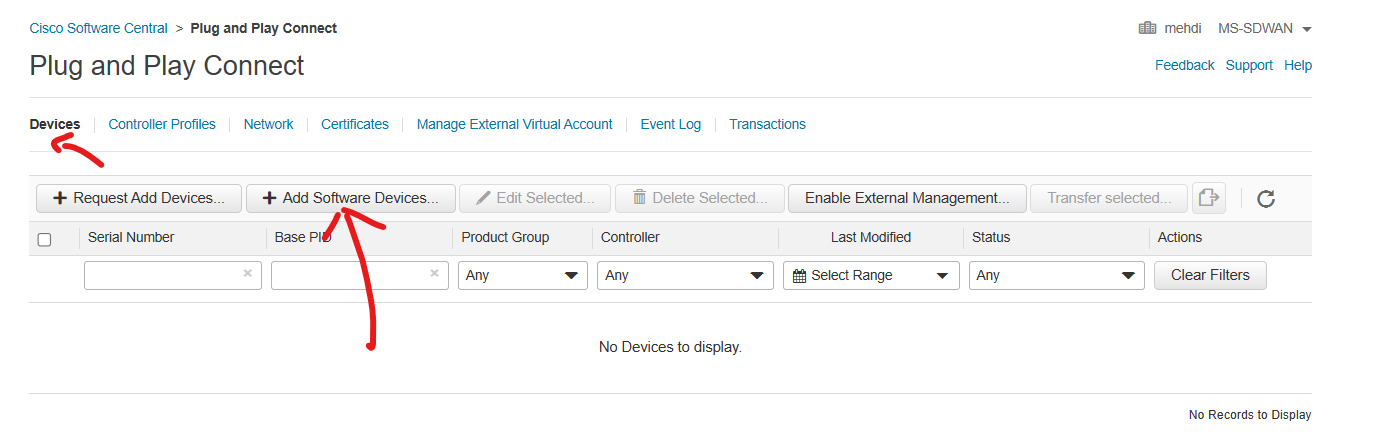 Cisco Software Central > Plug and Play Connect mehdi MS-SDWAN
Plug and Play Connect
Feedback Support Help
Devices Controller Profiles Network Certificates Manage External Virtual Account Event Log Transactions
+ Request Add Devices... + Add Software Devices... Edit Selected... Delete Selected... Enable External Management... Transfer selected...
Serial Number Base PID Product Group Controller Last Modified Status Actions
× × Any Any Select Range Any Clear Filters
No Devices to display.
No Records to Display